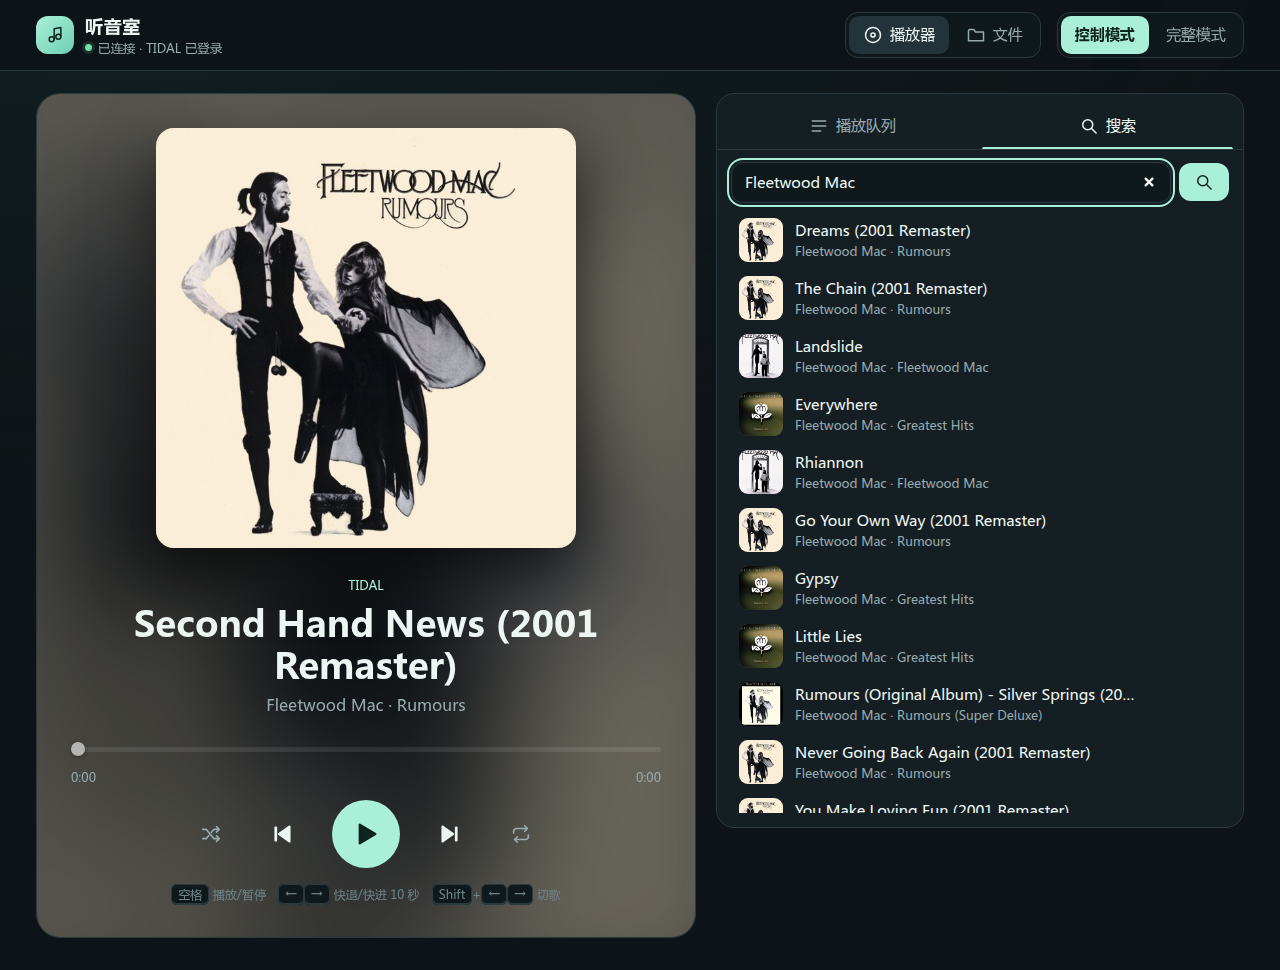 听音室
已连接 · TIDAL 已登录
播放器
文件
控制模式
完整模式
FLEETWOOD MAC
RUMOURS
TIDAL
Second Hand News (2001
Remaster)
Fleetwood Mac · Rumours
0:00
0:00
空格 播放/暂停 ← → 快退/快进 10 秒 Shift + ← → 切歌
播放队列
搜索
Fleetwood Mac
Dreams (2001 Remaster)
Fleetwood Mac · Rumours
The Chain (2001 Remaster)
Fleetwood Mac · Rumours
Landslide
Fleetwood Mac · Fleetwood Mac
Everywhere
Fleetwood Mac · Greatest Hits
Rhiannon
Fleetwood Mac · Fleetwood Mac
Go Your Own Way (2001 Remaster)
Fleetwood Mac · Rumours
Gypsy
Fleetwood Mac · Greatest Hits
Little Lies
Fleetwood Mac · Greatest Hits
Rumours (Original Album) - Silver Springs (20...
Fleetwood Mac · Rumours (Super Deluxe)
Never Going Back Again (2001 Remaster)
Fleetwood Mac · Rumours
You Make Loving Fun (2001 Remaster)